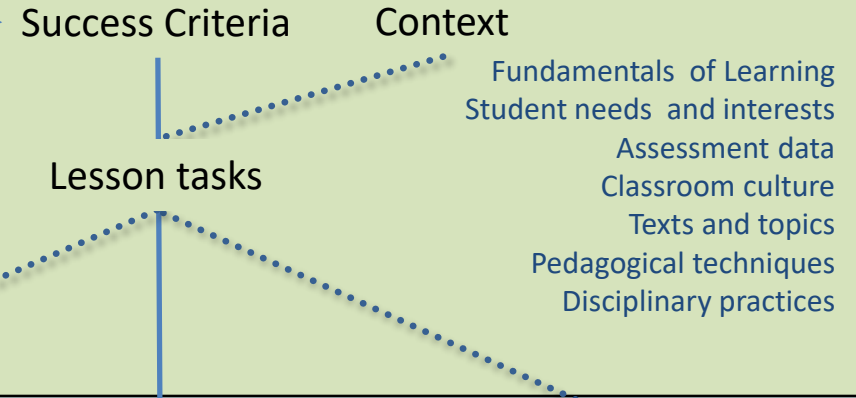 Success Criteria
Context
Fundamentals of Learning
Student needs and interests
Assessment data
Classroom culture
Texts and topics
Pedagogical techniques
Disciplinary practices
Lesson tasks